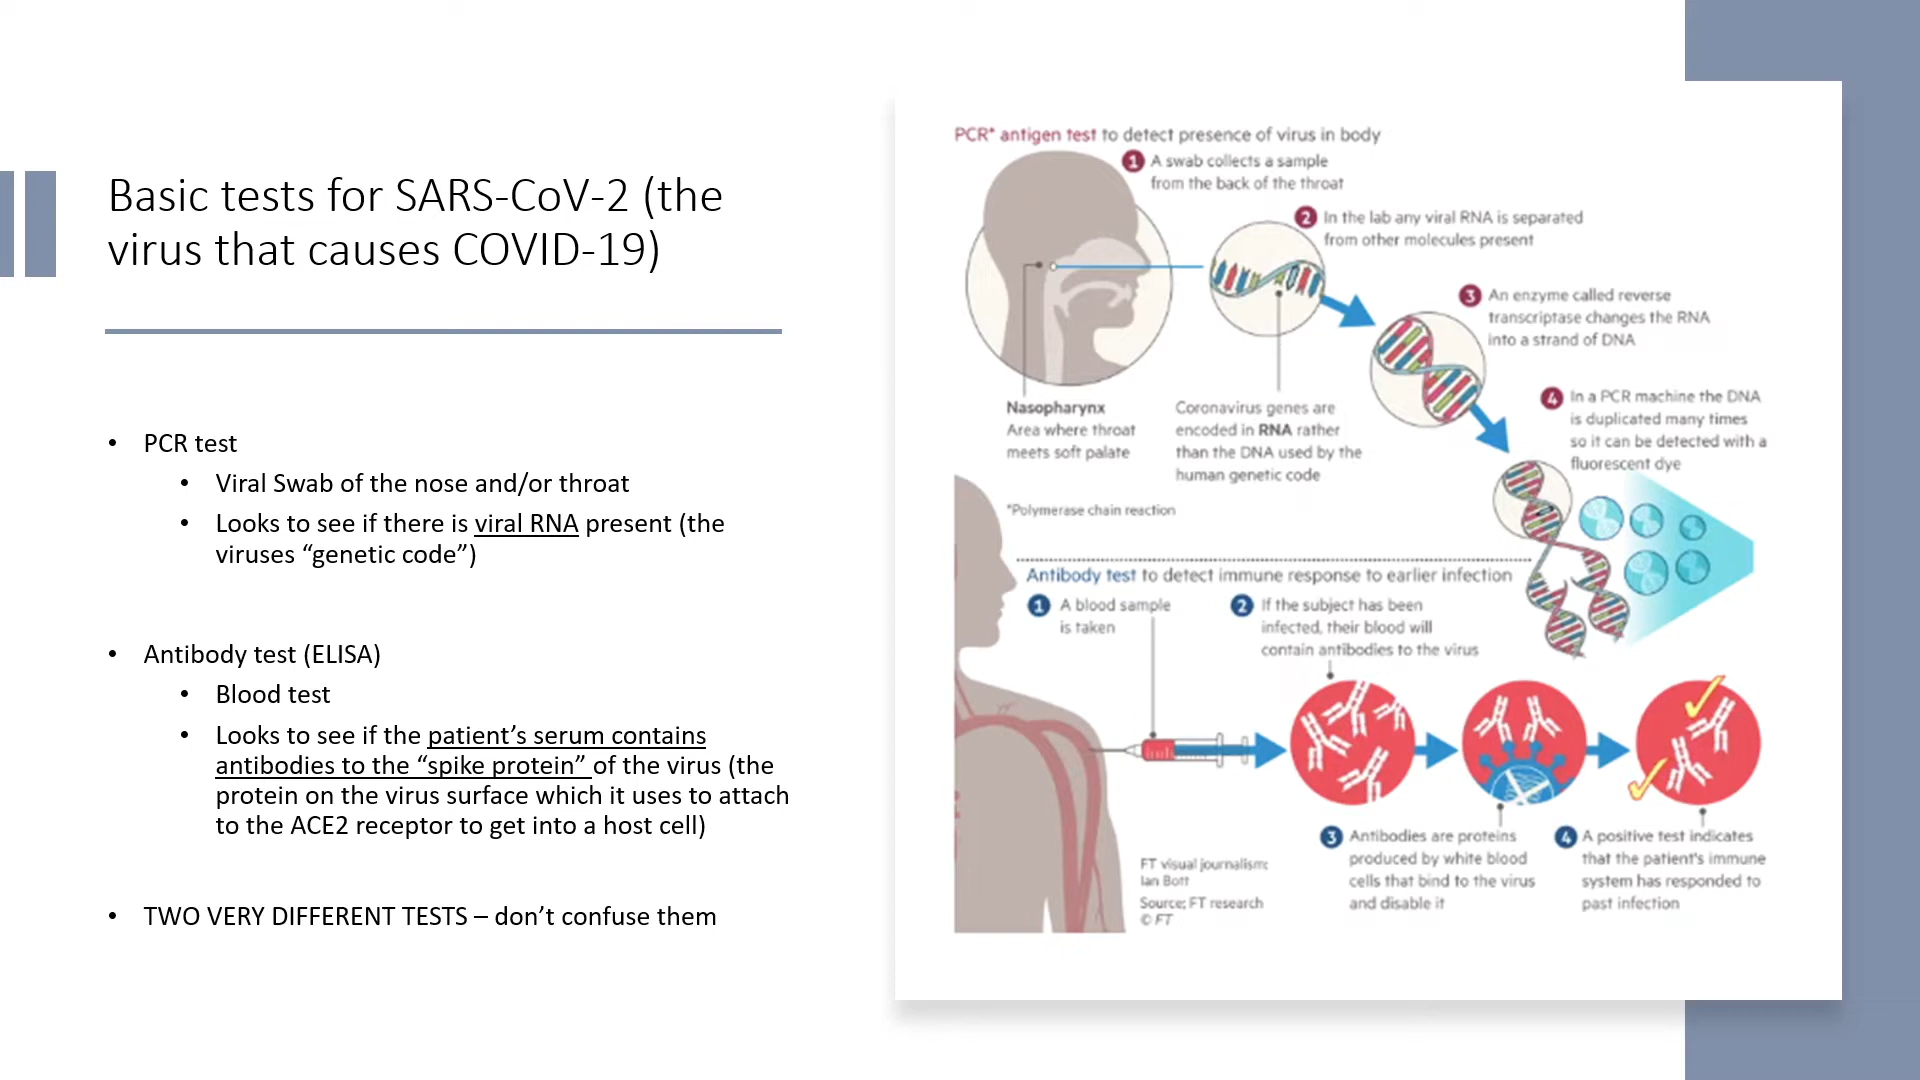 Basic tests for SARS-CoV-2 (the
virus that causes COVID-19)
• PCR test
• Viral Swab of the nose and/or throat
• Looks to see if there is viral RNA present (the
viruses “genetic code”)
• Antibody test (ELISA)
• Blood test
• Looks to see if the patient’s serum contains
antibodies to the “spike protein” of the virus (the
protein on the virus surface which it uses to attach
to the ACE2 receptor to get into a host cell)
• TWO VERY DIFFERENT TESTS – don’t confuse them
PCR* antigen test to detect presence of virus in body
1 A swab collects a sample
from the back of the throat
2 In the lab any viral RNA is separated
from other molecules present
3 An enzyme called reverse
transcriptase changes the RNA
into a strand of DNA
4 In a PCR machine the DNA
is duplicated many times
so it can be detected with a
fluorescent dye
Nasopharynx
Area where throat
meets soft palate
Coronavirus genes are
encoded in RNA rather
than the DNA used by the
human genetic code
*Polymerase chain reaction
Antibody test to detect immune response to earlier infection
1 A blood sample
is taken
2 If the subject has been
infected, their blood will
contain antibodies to the virus
3 Antibodies are proteins
produced by white blood
cells that bind to the virus
and disable it
4 A positive test indicates
that the patient's immune
system has responded to
past infection
FT visual journalism:
Ian Bott
Source: FT research
© FT